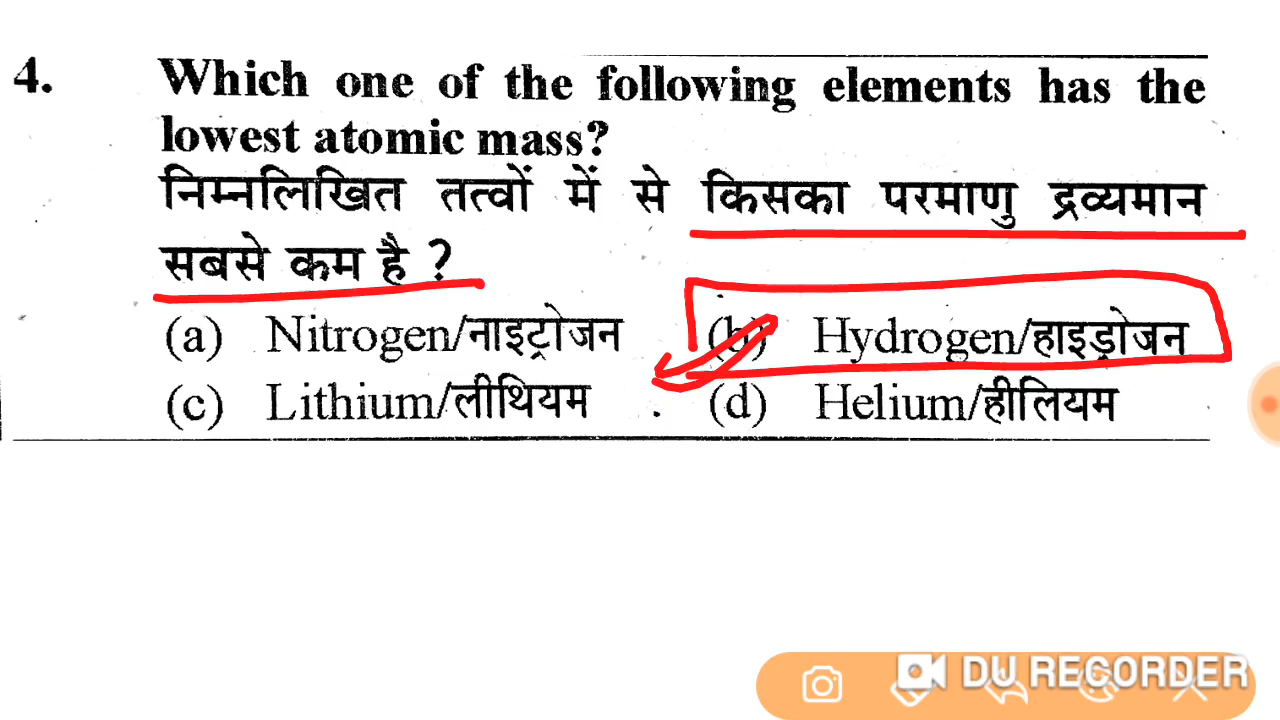 4. Which one of the following elements has the
lowest atomic mass?
निम्नलिखित तत्वों में से किसका परमाणु द्रव्यमान
सबसे कम है ?
(a) Nitrogen/नाइट्रोजन (b) Hydrogen/हाइड्रोजन
(c) Lithium/लीथियम (d) Helium/हीलियम
DU RECORDER